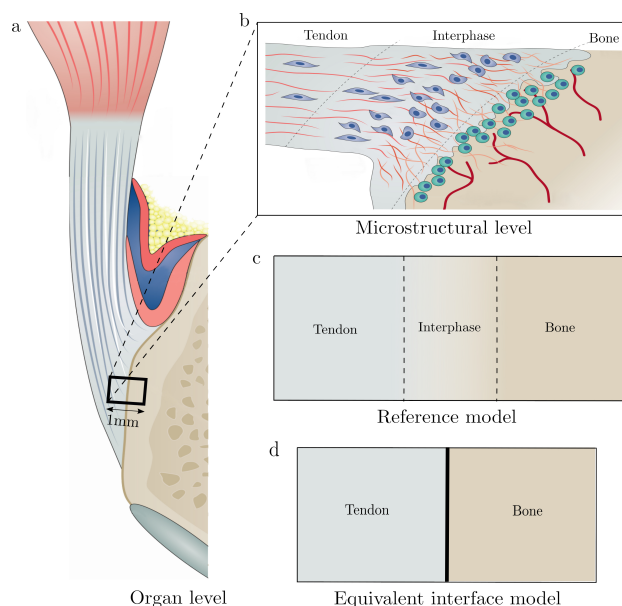 a
b
Tendon
Interphase
Bone
Microstructural level
c
Tendon
Interphase
Bone
Reference model
1mm
d
Tendon
Bone
Organ level
Equivalent interface model